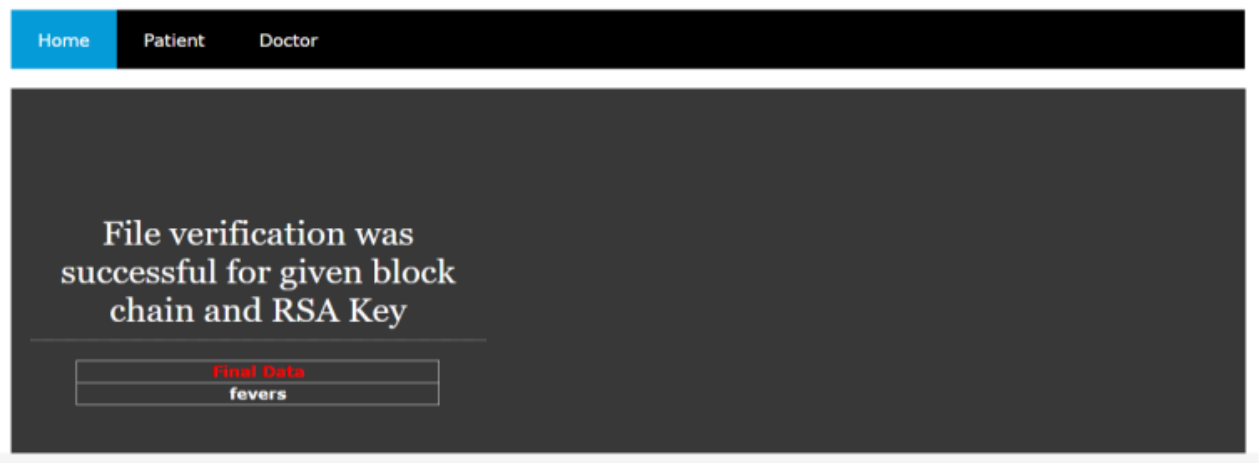 Home Patient Doctor
File verification was
successful for given block
chain and RSA Key
Final Data
fevers